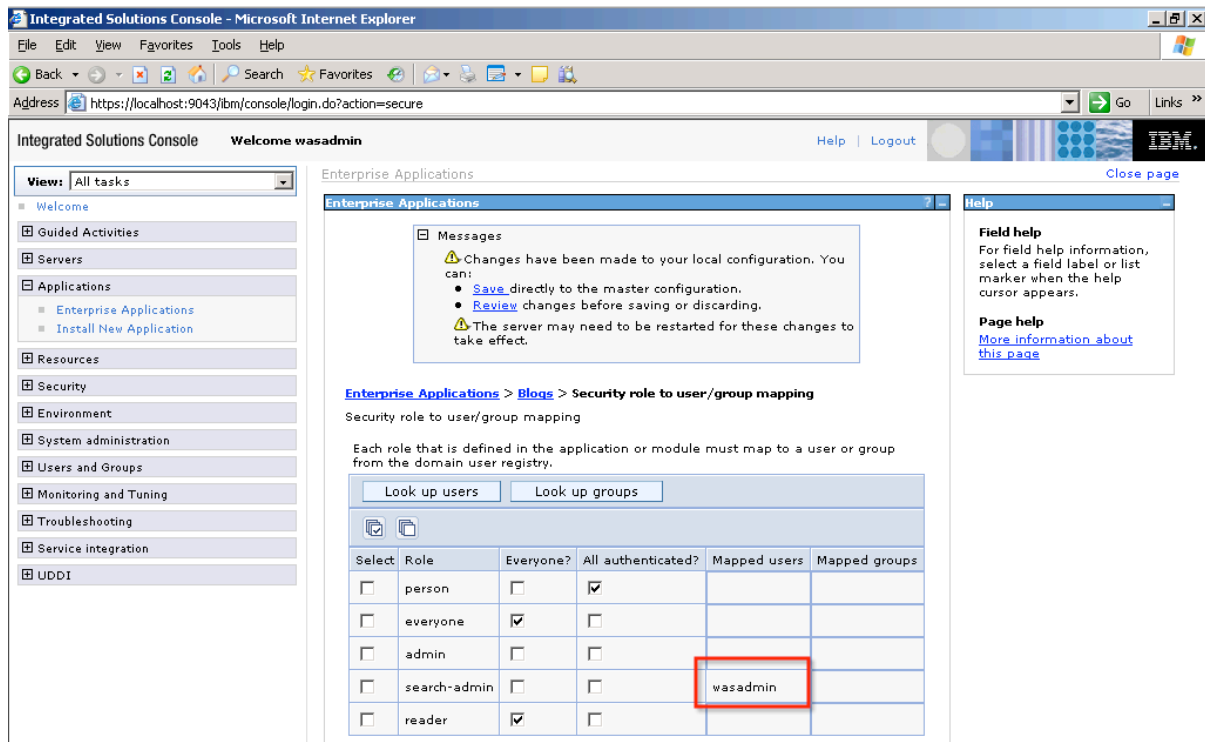 Integrated Solutions Console - Microsoft Internet Explorer
File Edit View Favorites Tools Help
Back Search Favorites
Address https://localhost:9043/ibm/console/login.do?action=secure Go Links »
Integrated Solutions Console Welcome wasadmin Help | Logout IBM.
View: All tasks
Welcome
Guided Activities
Servers
Applications
Enterprise Applications
Install New Application
Resources
Security
Environment
System administration
Users and Groups
Monitoring and Tuning
Troubleshooting
Service integration
UDDI
Enterprise Applications Close page
Enterprise Applications ? -
Messages
Changes have been made to your local configuration. You
can:
• Save directly to the master configuration.
• Review changes before saving or discarding.
The server may need to be restarted for these changes to
take effect.
Enterprise Applications > Blogs > Security role to user/group mapping
Security role to user/group mapping
Each role that is defined in the application or module must map to a user or group
from the domain user registry.
Look up users Look up groups
Select Role Everyone? All authenticated? Mapped users Mapped groups
person
everyone
admin
search-admin wasadmin
reader
Help -
Field help
For field help information,
select a field label or list
marker when the help
cursor appears.
Page help
More information about
this page